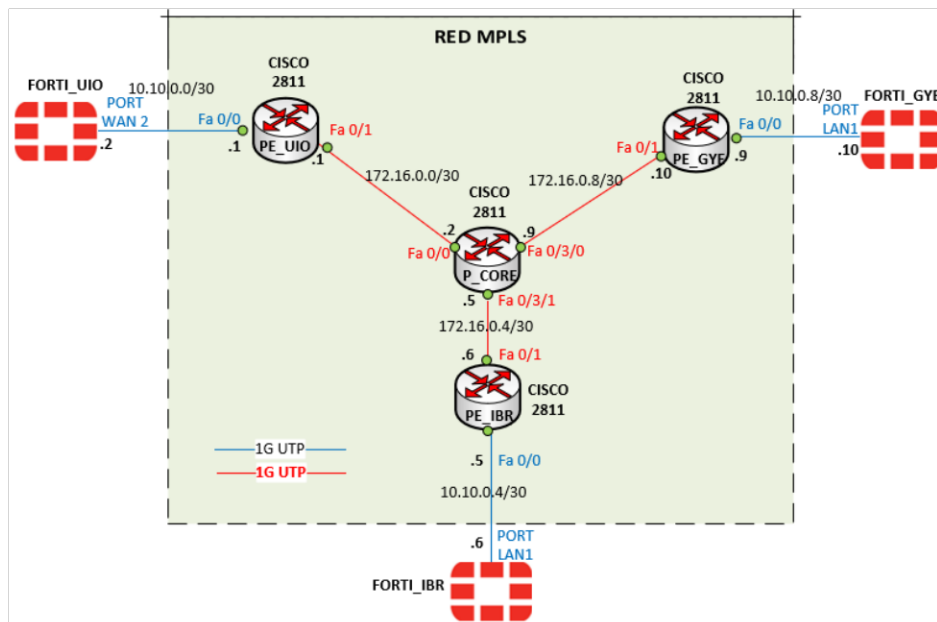 RED MPLS
FORTI_UIO
10.10.0.0/30
PORT
WAN 2
.2
Fa 0/0
.1
CISCO
2811
PE_UIO
Fa 0/1
.1
172.16.0.0/30
CISCO
2811
PE_GYE
10.10.0.8/30
FORTI_GYE
PORT
LAN1
.10
Fa 0/0
.9
Fa 0/1
.10
172.16.0.8/30
CISCO
2811
.2
.9
Fa 0/0
Fa 0/3/0
P_CORE
.5
Fa 0/3/1
172.16.0.4/30
.6
Fa 0/1
CISCO
2811
PE_IBR
1G UTP
1G UTP
.5
Fa 0/0
10.10.0.4/30
.6
PORT
LAN1
FORTI_IBR